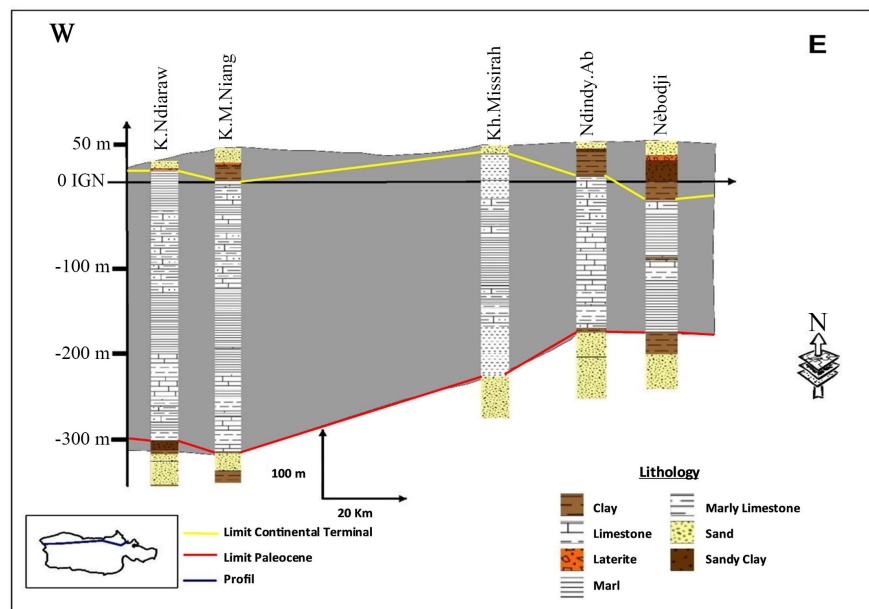 W
E
K.Ndiaraw
K.M.Niang
Kh.Missirah
Ndindy.Ab
Nèbodji
50 m
0 IGN
-100 m
-200 m
-300 m
N
100 m
20 Km
Lithology
Clay
Marly Limestone
Limestone
Sand
Laterite
Sandy Clay
Marl
Limit Continental Terminal
Limit Paleocene
Profil